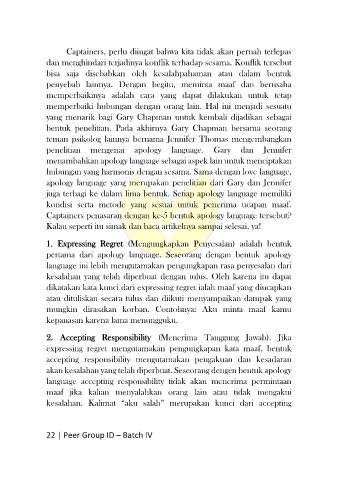 Captainers, perlu diingat bahwa kita tidak akan pernah terlepas
dan menghindari terjadinya konflik terhadap sesama. Konflik tersebut
bisa saja disebabkan oleh kesalahpahaman atau dalam bentuk
penyebab lainnya. Dengan begitu, meminta maaf dan berusaha
memperbaikinya adalah cara yang dapat dilakukan untuk tetap
memperbaiki hubungan dengan orang lain. Hal ini menjadi sesuatu
yang menarik bagi Gary Chapman untuk kembali dijadikan sebagai
bentuk penelitian. Pada akhirnya Gary Chapman bersama seorang
teman psikolog lainnya bernama Jennifer Thomas mengembangkan
penelitian mengenai apology language. Gary dan Jennifer
menambahkan apology language sebagai aspek lain untuk menciptakan
hubungan yang harmonis dengan sesama. Sama dengan love language,
apology language yang merupakan penelitian dari Gary dan Jennifer
juga terbagi ke dalam lima bentuk. Setiap apology language memiliki
kondisi serta metode yang sesuai untuk penerima ucapan maaf.
Captainers penasaran dengan ke-5 bentuk apology language tersebut?
Kalau seperti itu simak dan baca artikelnya sampai selesai, ya!
1. Expressing Regret (Mengungkapkan Penyesalan) adalah bentuk
pertama dari apology language. Seseorang dengan bentuk apology
language ini lebih mengutamakan pengungkapan rasa penyesalan dari
kesalahan yang telah diperbuat dengan tulus. Oleh karena itu dapat
dikatakan kata kunci dari expressing regret ialah maaf yang diucapkan
atau dituliskan secara tulus dan diikuti menyampaikan dampak yang
mungkin dirasakan korban. Contohnya: Aku minta maaf kamu
kepanasan karena lama menungguku.
2. Accepting Responsibility (Menerima Tanggung Jawab). Jika
expressing regret mengutamakan pengungkapan kata maaf, bentuk
accepting responsibility mengutamakan pengakuan dan kesadaran
akan kesalahan yang telah diperbuat. Seseorang dengen bentuk apology
language accepting responsibility tidak akan menerima permintaan
maaf jika kalian menyalahkan orang lain atau tidak mengakui
kesalahan. Kalimat “aku salah” merupakan kunci dari accepting
22 | Peer Group ID – Batch IV